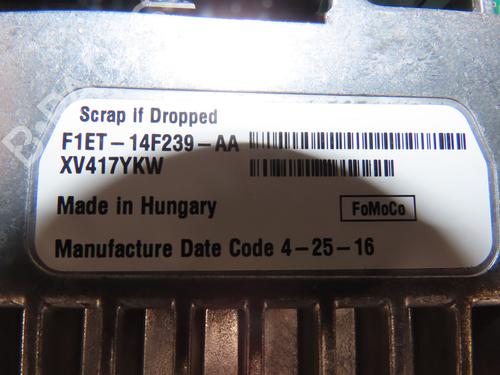 Scrap if Dropped
F1ET-14F239-AA
XV417YKW
Made in Hungary
FoMoCo
Manufacture Date Code 4-25-16